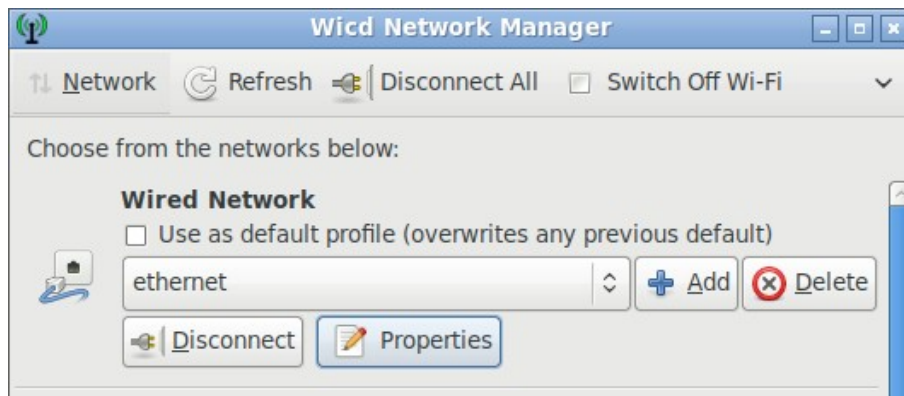 Wicd Network Manager
Network Refresh Disconnect All Switch Off Wi-Fi
Choose from the networks below:
Wired Network
Use as default profile (overwrites any previous default)
ethernet Add Delete
Disconnect Properties